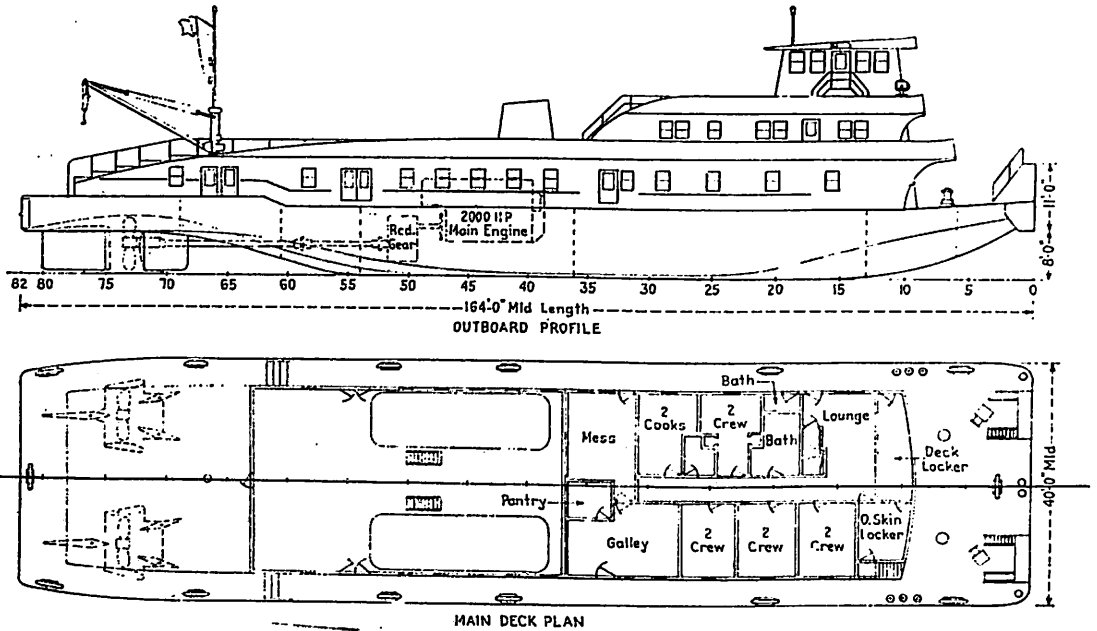 2000 HP
Main Engine
Red.
Gear
11'-0"
8'-0"
82 80 75 70 65 60 55 50 45 40 35 30 25 20 15 10 5 0
164'-0" Mld Length
OUTBOARD PROFILE
Bath
2
Cooks
2
Crew
Lounge
Mess
Bath
Deck
Locker
40'-0" Mld
Pantry
Galley
2
Crew
2
Crew
2
Crew
O.Skin
Locker
MAIN DECK PLAN